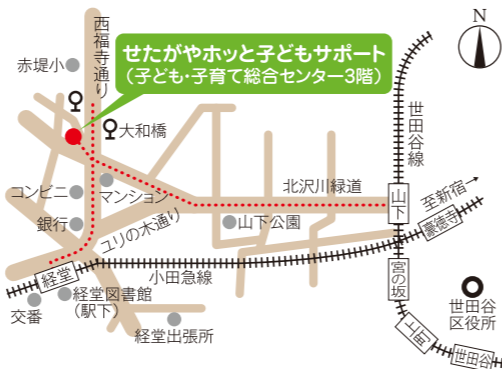 西福寺通り
せたがやホッと子どもサポート
(子ども・子育て総合センター3階)
N
赤堤小
大和橋
世田谷線
コンビニ
マンション
北沢川緑道
山下
至新宿→
銀行
ユリの木通り
山下公園
豪徳寺
経堂
小田急線
宮の坂
交番
経堂図書館
(駅下)
経堂出張所
世田谷
区役所
上町
世田谷